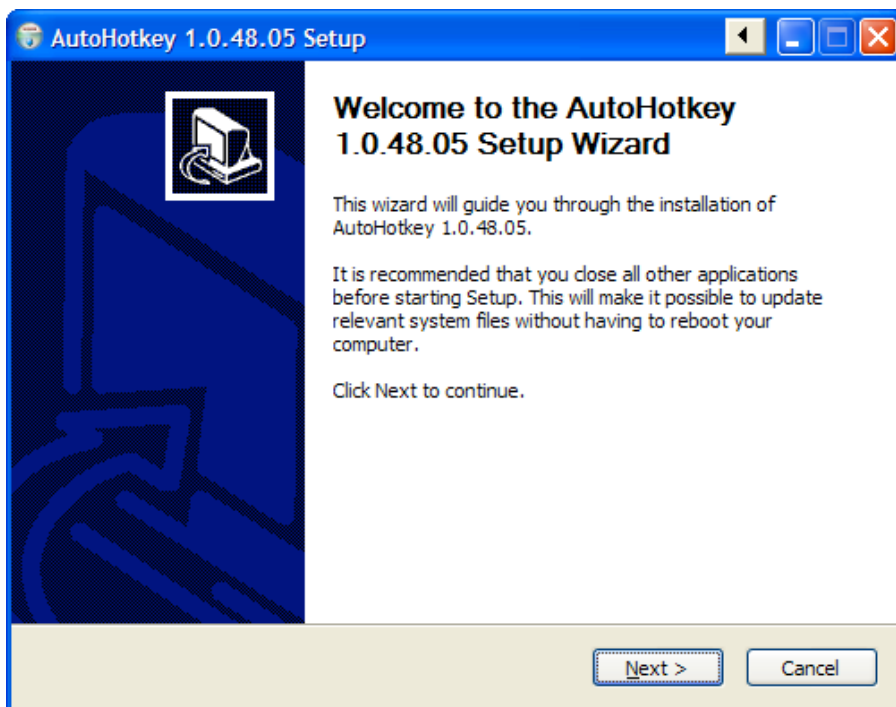 AutoHotkey 1.0.48.05 Setup
Welcome to the AutoHotkey
1.0.48.05 Setup Wizard
This wizard will guide you through the installation of
AutoHotkey 1.0.48.05.
It is recommended that you close all other applications
before starting Setup. This will make it possible to update
relevant system files without having to reboot your
computer.
Click Next to continue.
Next > Cancel